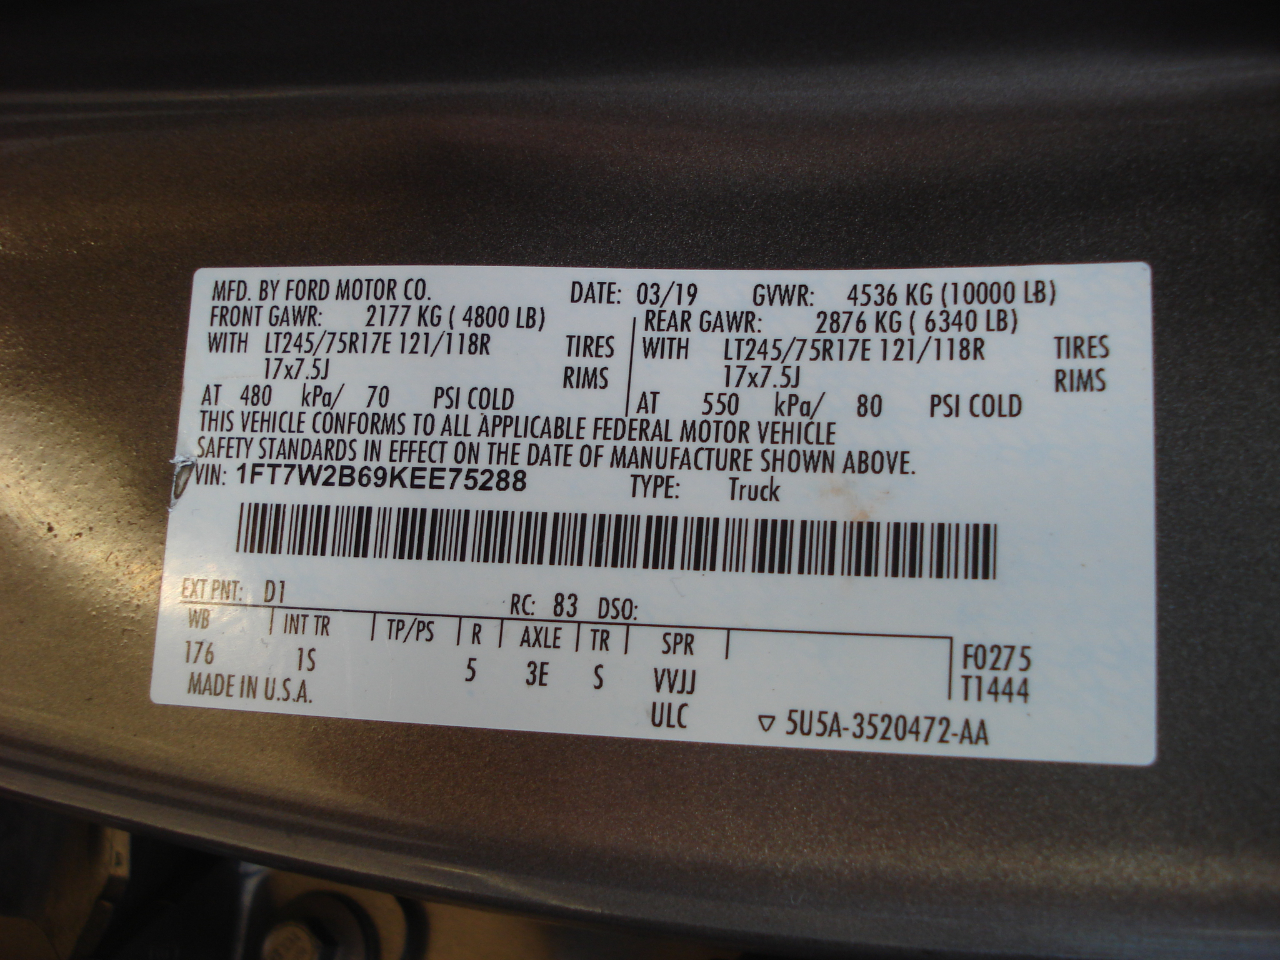 MFD. BY FORD MOTOR CO. DATE: 03/19 GVWR: 4536 KG (10000 LB)
FRONT GAWR: 2177 KG ( 4800 LB) REAR GAWR: 2876 KG ( 6340 LB)
WITH LT245/75R17E 121/118R TIRES WITH LT245/75R17E 121/118R TIRES
17x7.5J RIMS 17x7.5J RIMS
AT 480 kPa/ 70 PSI COLD AT 550 kPa/ 80 PSI COLD
THIS VEHICLE CONFORMS TO ALL APPLICABLE FEDERAL MOTOR VEHICLE
SAFETY STANDARDS IN EFFECT ON THE DATE OF MANUFACTURE SHOWN ABOVE.
VIN: 1FT7W2B69KEE75288 TYPE: Truck
EXT PNT: D1 RC: 83 DSO:
WB INT TR TP/PS R AXLE TR SPR F0275
176 1S 5 3E S VVJJ T1444
MADE IN U.S.A. ULC ▽ 5U5A-3520472-AA